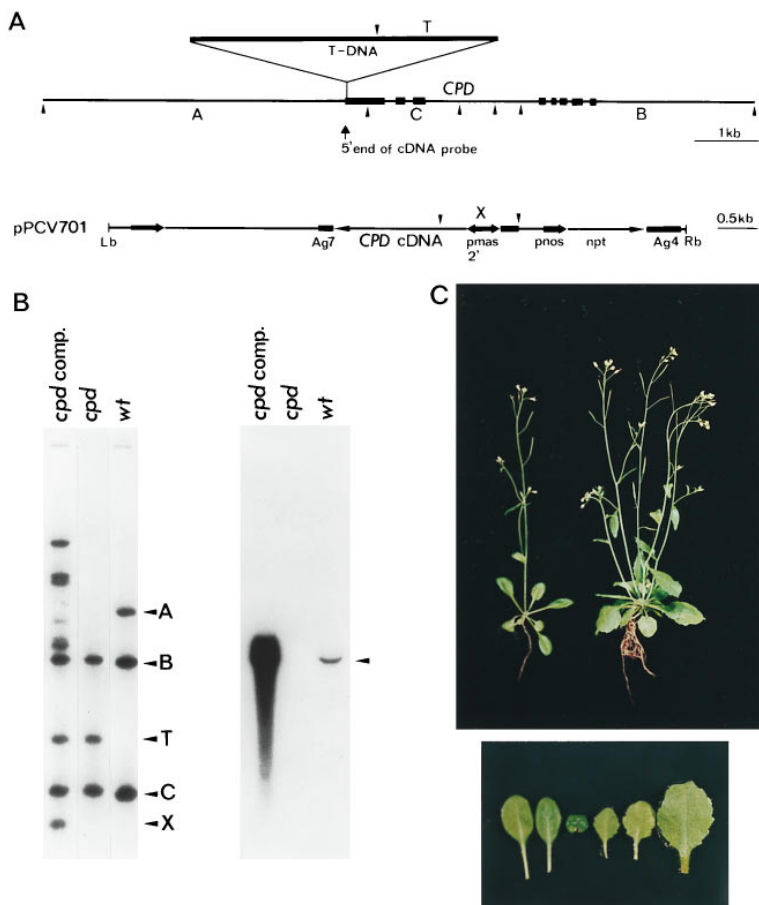 A
T
T-DNA
CPD
A
C
B
1kb
5'end of cDNA probe
pPCV701
X
0.5kb
Lb
Ag7
CPD cDNA
pmas
2'
pnos
npt
Ag4
Rb
B
cpd comp.
cpd
wt
A
B
T
C
X
cpd comp.
cpd
wt
C